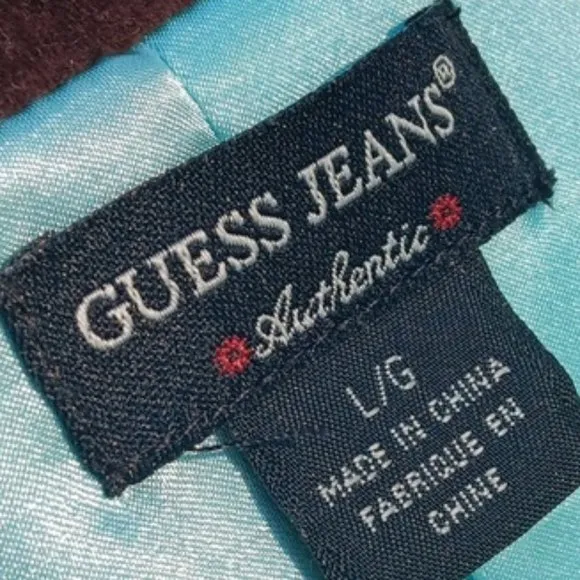 GUESS JEANS®
Authentic
L/G
MADE IN CHINA
FABRIQUE EN
CHINE